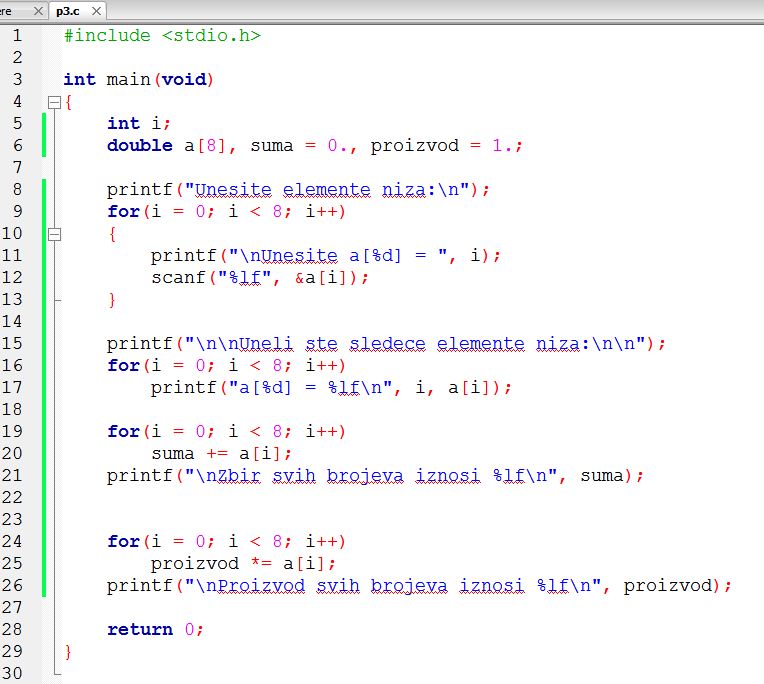 ere
p3.c
1 #include <stdio.h>
2
3 int main(void)
4 {
5 int i;
6 double a[8], suma = 0., proizvod = 1.;
7
8 printf("Unesite elemente niza:\n");
9 for(i = 0; i < 8; i++)
10 {
11 printf("\nUnesite a[%d] = ", i);
12 scanf("%lf", &a[i]);
13 }
14
15 printf("\n\nUneli ste sledece elemente niza:\n\n");
16 for(i = 0; i < 8; i++)
17 printf("a[%d] = %lf\n", i, a[i]);
18
19 for(i = 0; i < 8; i++)
20 suma += a[i];
21 printf("\nZbir svih brojeva iznosi %lf\n", suma);
22
23
24 for(i = 0; i < 8; i++)
25 proizvod *= a[i];
26 printf("\nProizvod svih brojeva iznosi %lf\n", proizvod);
27
28 return 0;
29 }
30